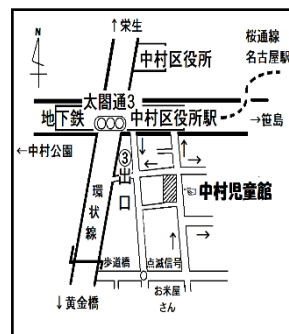 ↑栄生
桜通線
名古屋駅
中村区役所
太閤通3
地下鉄
中村区役所駅
→笹島
←中村公園
③出口
環状線
☜中村児童館
歩道橋
点滅信号
お米屋
さん
↓黄金橋